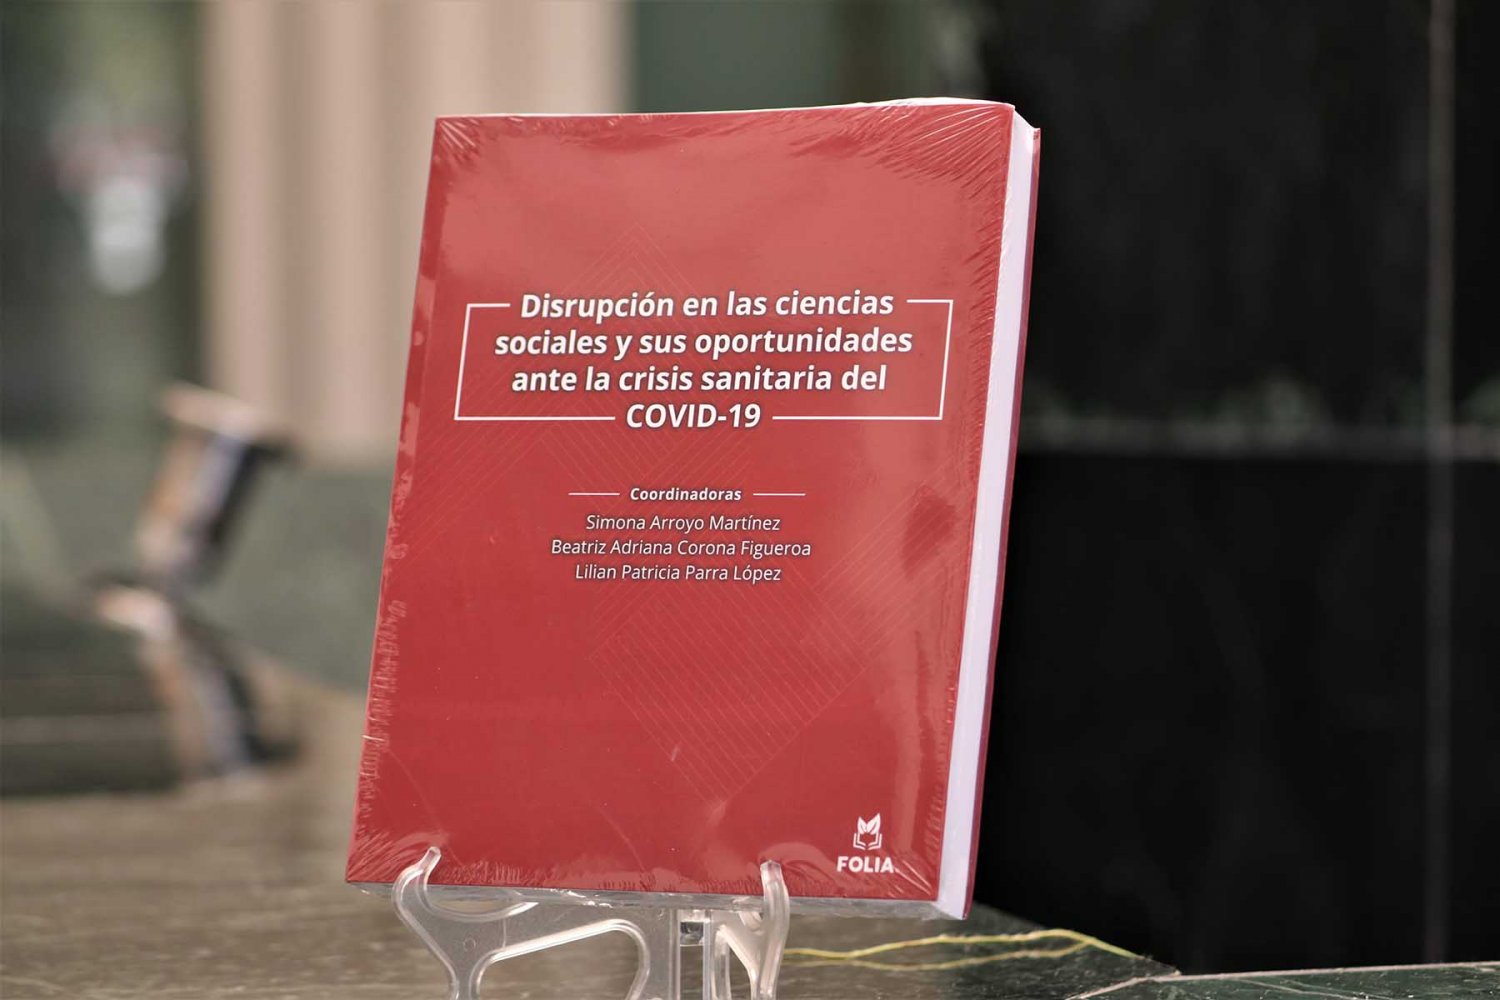 Disrupción en las ciencias
sociales y sus oportunidades
ante la crisis sanitaria del
COVID-19
Coordinadoras
Simona Arroyo Martínez
Beatriz Adriana Corona Figueroa
Lilian Patricia Parra López
FOLIA